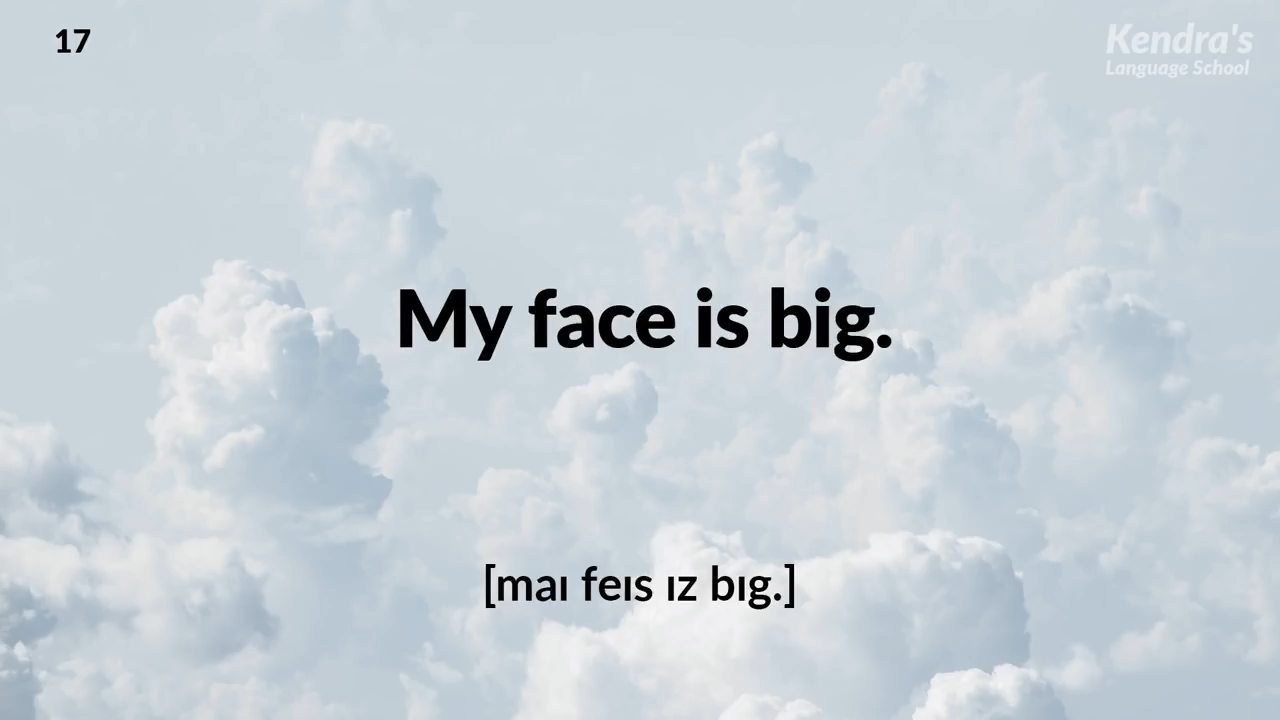 17
Kendra's
Language School
My face is big.
[maɪ feɪs ɪz bɪg.]